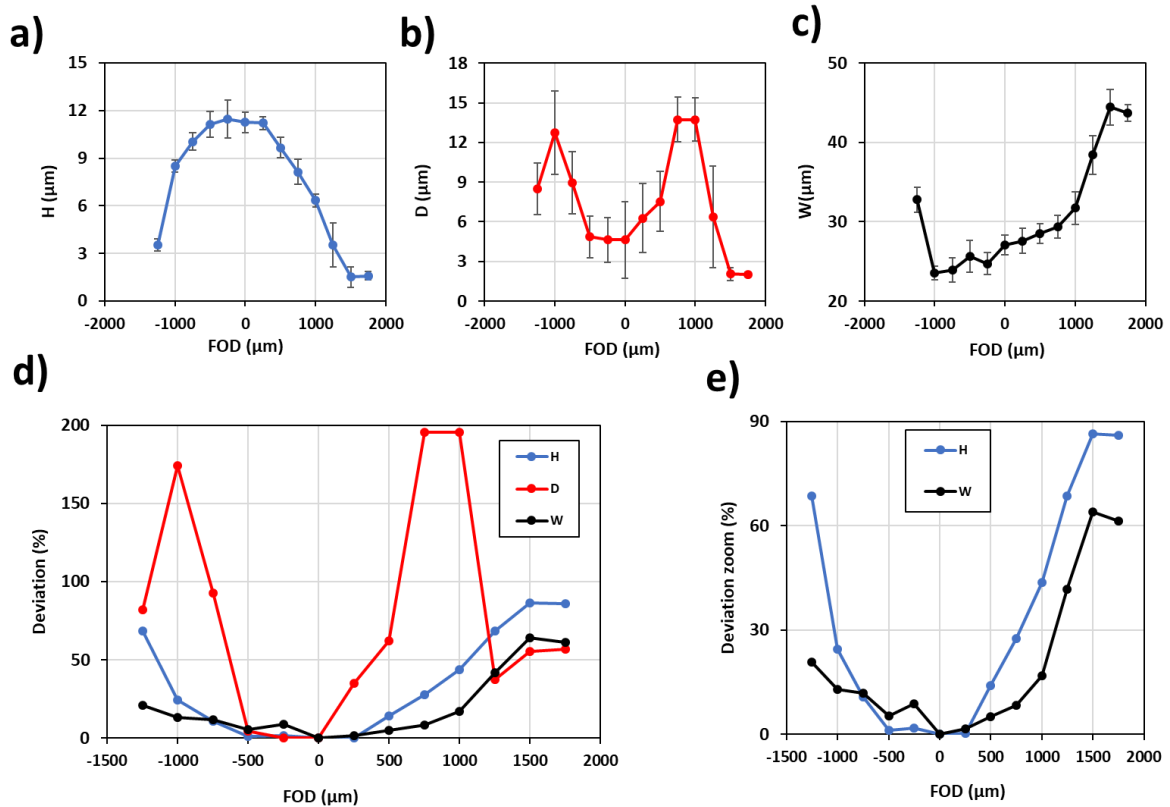 a)
H (µm)
15
12
9
6
3
0
-2000 -1000 0 1000 2000
FOD (µm)
b)
D (µm)
18
15
12
9
6
3
0
-2000 -1000 0 1000 2000
FOD (µm)
c)
W(µm)
50
40
30
20
-2000 -1000 0 1000 2000
FOD (µm)
d)
Deviation (%)
200
150
100
50
0
H
D
W
-1500 -1000 -500 0 500 1000 1500 2000
FOD (µm)
e)
Deviation zoom (%)
90
60
30
0
H
W
-1500 -1000 -500 0 500 1000 1500 2000
FOD (µm)